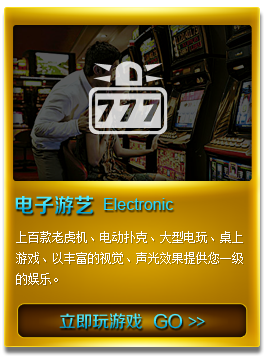 777
电子游艺 Electronic
上百款老虎机、电动扑克、大型电玩、桌上
游戏、以丰富的视觉、声光效果提供您一级
的娱乐。
立即玩游戏 GO >>